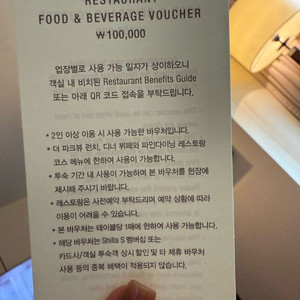 RESTAURANT
FOOD & BEVERAGE VOUCHER
₩100,000
업장별로 사용 가능 일자가 상이하오니
객실 내 비치된 Restaurant Benefits Guide
또는 아래 QR 코드 접속을 부탁드립니다.
• 2인 이상 이용 시 사용 가능한 바우처입니다.
• 더 파크뷰 런치, 디너 뷔페와 파인다이닝 레스토랑
코스 메뉴에 한하여 사용이 가능합니다.
• 투숙 기간 내 사용이 가능하며 본 바우처를 현장에
제시해 주시기 바랍니다.
• 레스토랑은 사전예약 부탁드리며 예약 상황에 따라
이용이 어려울 수 있습니다.
• 본 바우처는 테이블당 1매에 한하여 사용 가능합니다.
• 해당 바우처는 Shilla S 멤버십 또는
카드사/객실 투숙객 상시 할인 및 타 제휴 바우처
사용 등의 중복 혜택이 적용되지 않습니다.